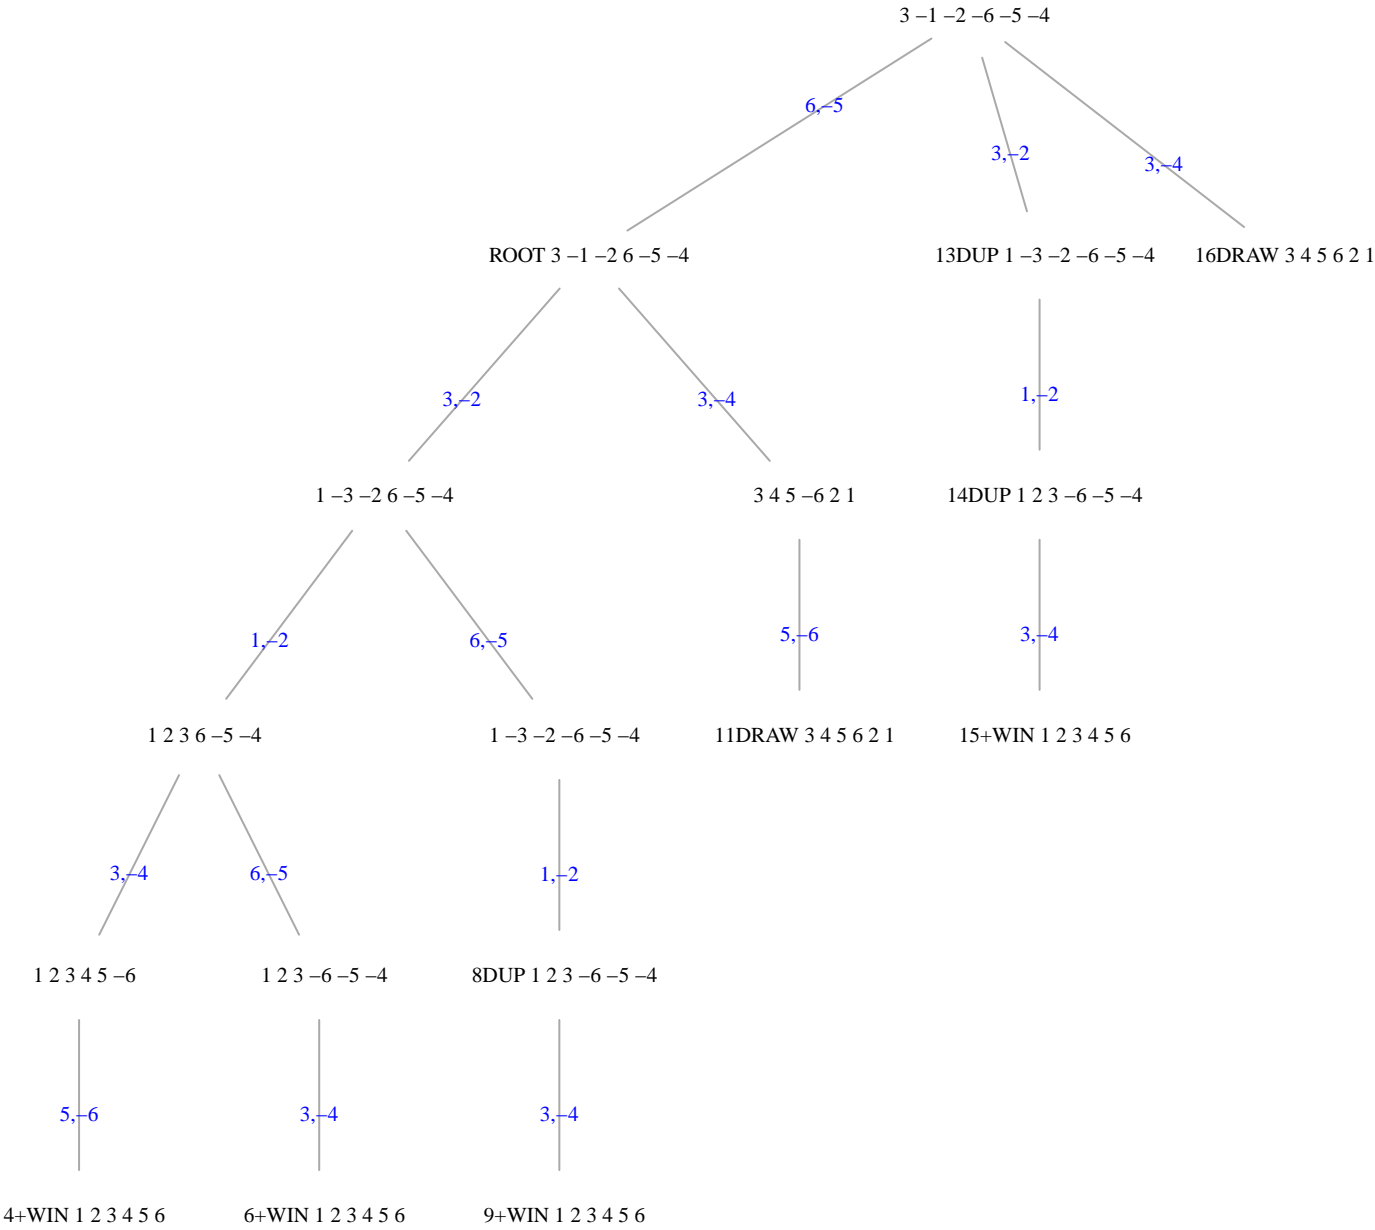 3 –1 –2 –6 –5 –4
6,–5
3,–2
3,–4
ROOT 3 –1 –2 6 –5 –4
13DUP 1 –3 –2 –6 –5 –4
16DRAW 3 4 5 6 2 1
3,–2
3,–4
1,–2
1 –3 –2 6 –5 –4
3 4 5 –6 2 1
14DUP 1 2 3 –6 –5 –4
1,–2
6,–5
5,–6
3,–4
1 2 3 6 –5 –4
1 –3 –2 –6 –5 –4
11DRAW 3 4 5 6 2 1
15+WIN 1 2 3 4 5 6
3,–4
6,–5
1,–2
1 2 3 4 5 –6
1 2 3 –6 –5 –4
8DUP 1 2 3 –6 –5 –4
5,–6
3,–4
3,–4
4+WIN 1 2 3 4 5 6
6+WIN 1 2 3 4 5 6
9+WIN 1 2 3 4 5 6